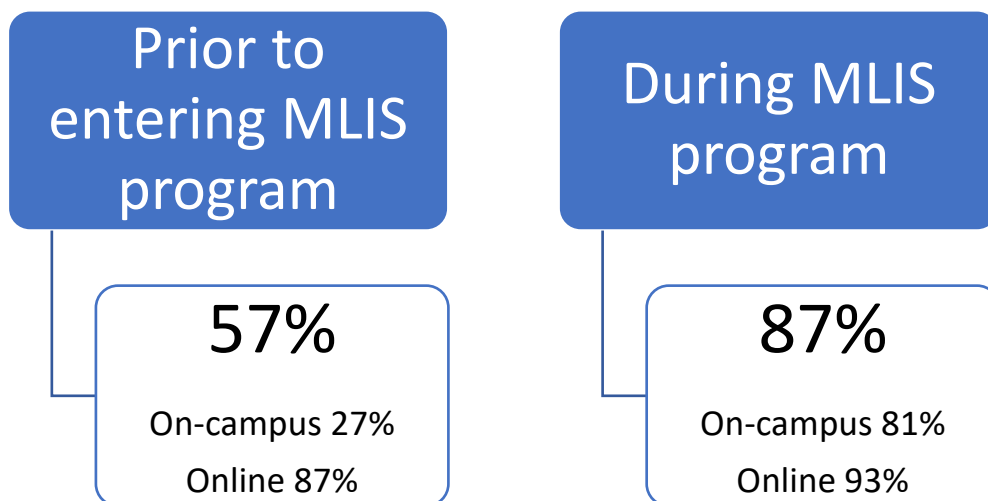 Prior to
entering MLIS
program
57%
On-campus 27%
Online 87%
During MLIS
program
87%
On-campus 81%
Online 93%